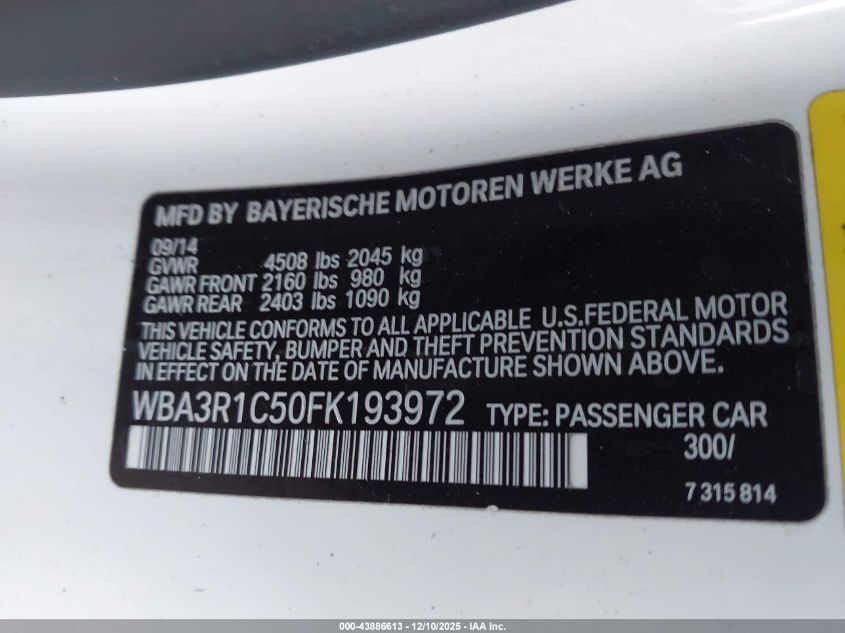 MFD BY BAYERISCHE MOTOREN WERKE AG
09/14
GVWR 4508 lbs 2045 kg
GAWR FRONT 2160 lbs 980 kg
GAWR REAR 2403 lbs 1090 kg
THIS VEHICLE CONFORMS TO ALL APPLICABLE U.S.FEDERAL MOTOR
VEHICLE SAFETY, BUMPER AND THEFT PREVENTION STANDARDS
IN EFFECT ON THE DATE OF MANUFACTURE SHOWN ABOVE.
WBA3R1C50FK193972 TYPE: PASSENGER CAR
300/
7 315 814
000-43886613 - 12/10/2025 - IAA Inc.